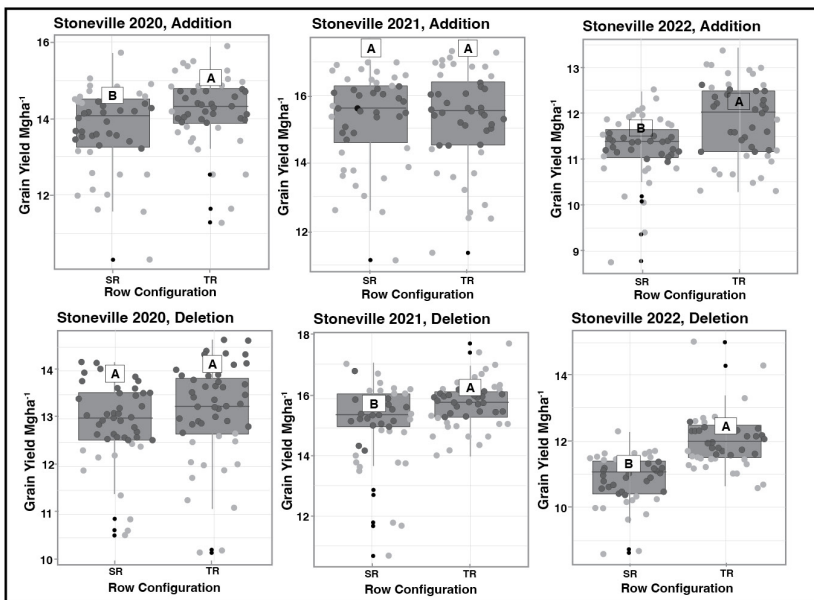 Stoneville 2020, Addition
Grain Yield Mgha-1
16
14
12
B
A
SR
TR
Row Configuration
Stoneville 2021, Addition
Grain Yield Mgha-1
16
14
12
A
A
SR
TR
Row Configuration
Stoneville 2022, Addition
Grain Yield Mgha-1
13
12
11
10
9
B
A
SR
TR
Row Configuration
Stoneville 2020, Deletion
Grain Yield Mgha-1
14
13
12
11
10
A
A
SR
TR
Row Configuration
Stoneville 2021, Deletion
Grain Yield Mgha-1
18
16
14
12
B
A
SR
TR
Row Configuration
Stoneville 2022, Deletion
Grain Yield Mgha-1
14
12
10
B
A
SR
TR
Row Configuration